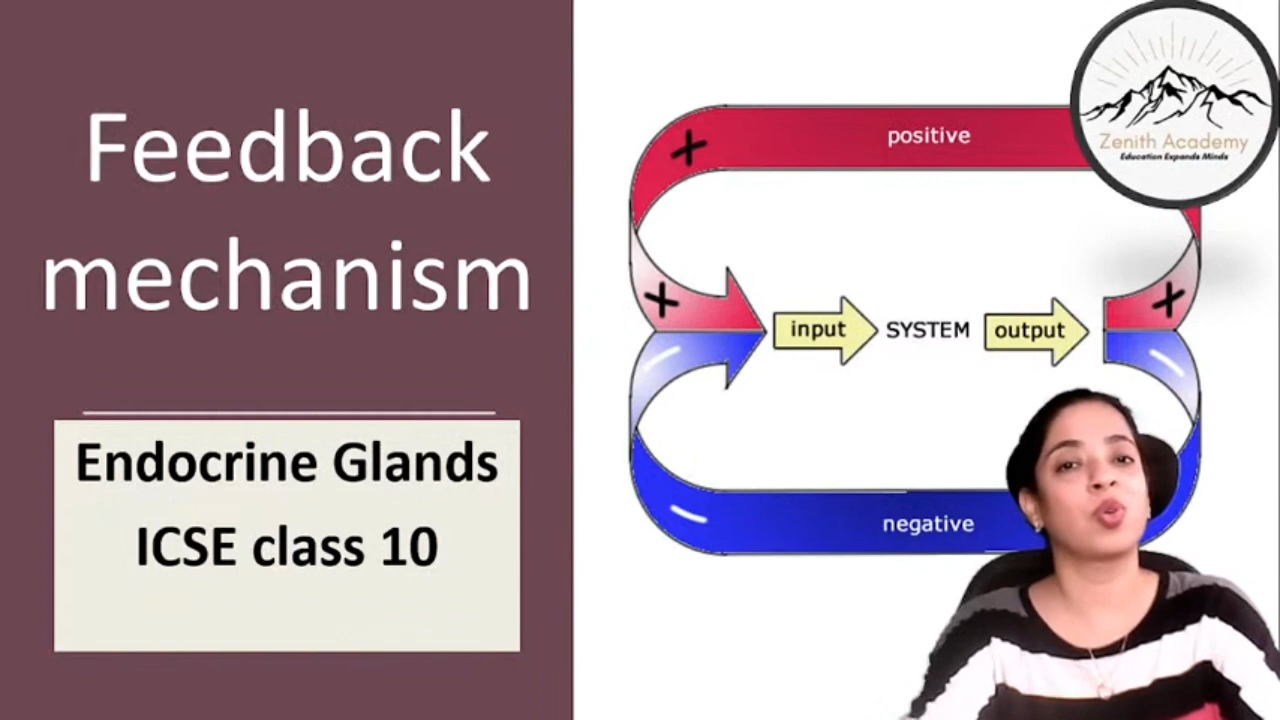 Feedback
mechanism
Endocrine Glands
ICSE class 10
positive
+
+
+
input
SYSTEM
output
negative
Zenith Academy
Education Expands Minds